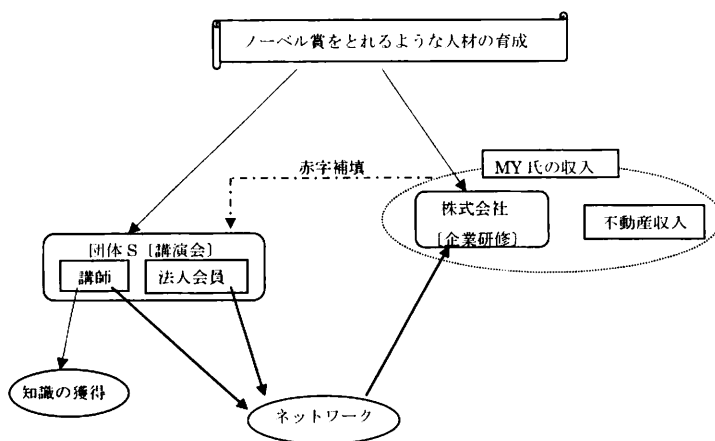 ノーベル賞をとれるような人材の育成
赤字補填
MY氏の収入
株式会社
〔企業研修〕
不動産収入
団体S〔講演会〕
講師
法人会員
知識の獲得
ネットワーク